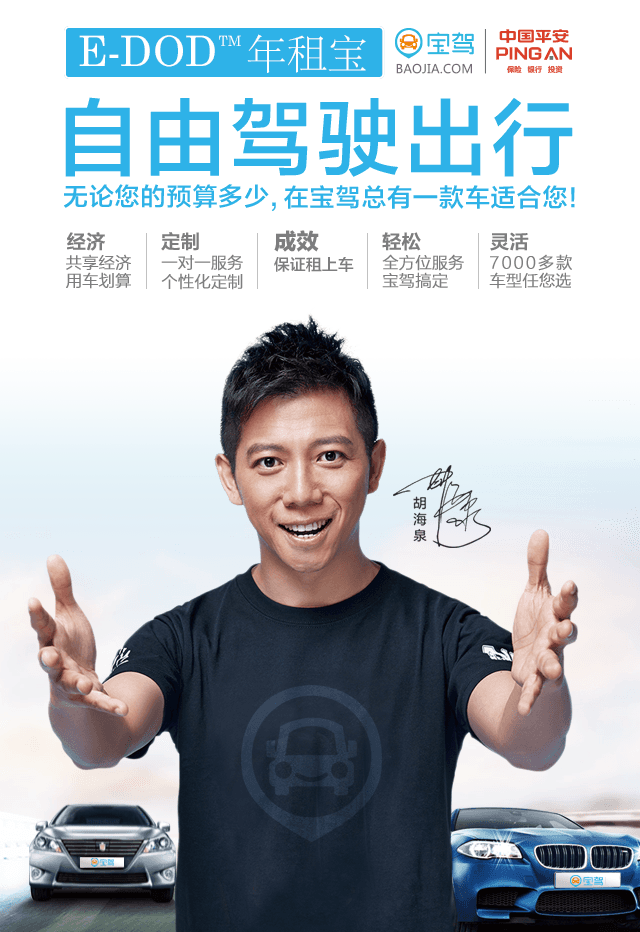 E-DOD™ 年租宝
宝驾
BAOJIA.COM
中国平安
PING AN
保险 银行 投资
自由驾驶出行
无论您的预算多少,在宝驾总有一款车适合您!
经济
共享经济
用车划算
定制
一对一服务
个性化定制
成效
保证租上车
轻松
全方位服务
宝驾搞定
灵活
7000多款
车型任您选
胡海泉
宝驾
宝驾